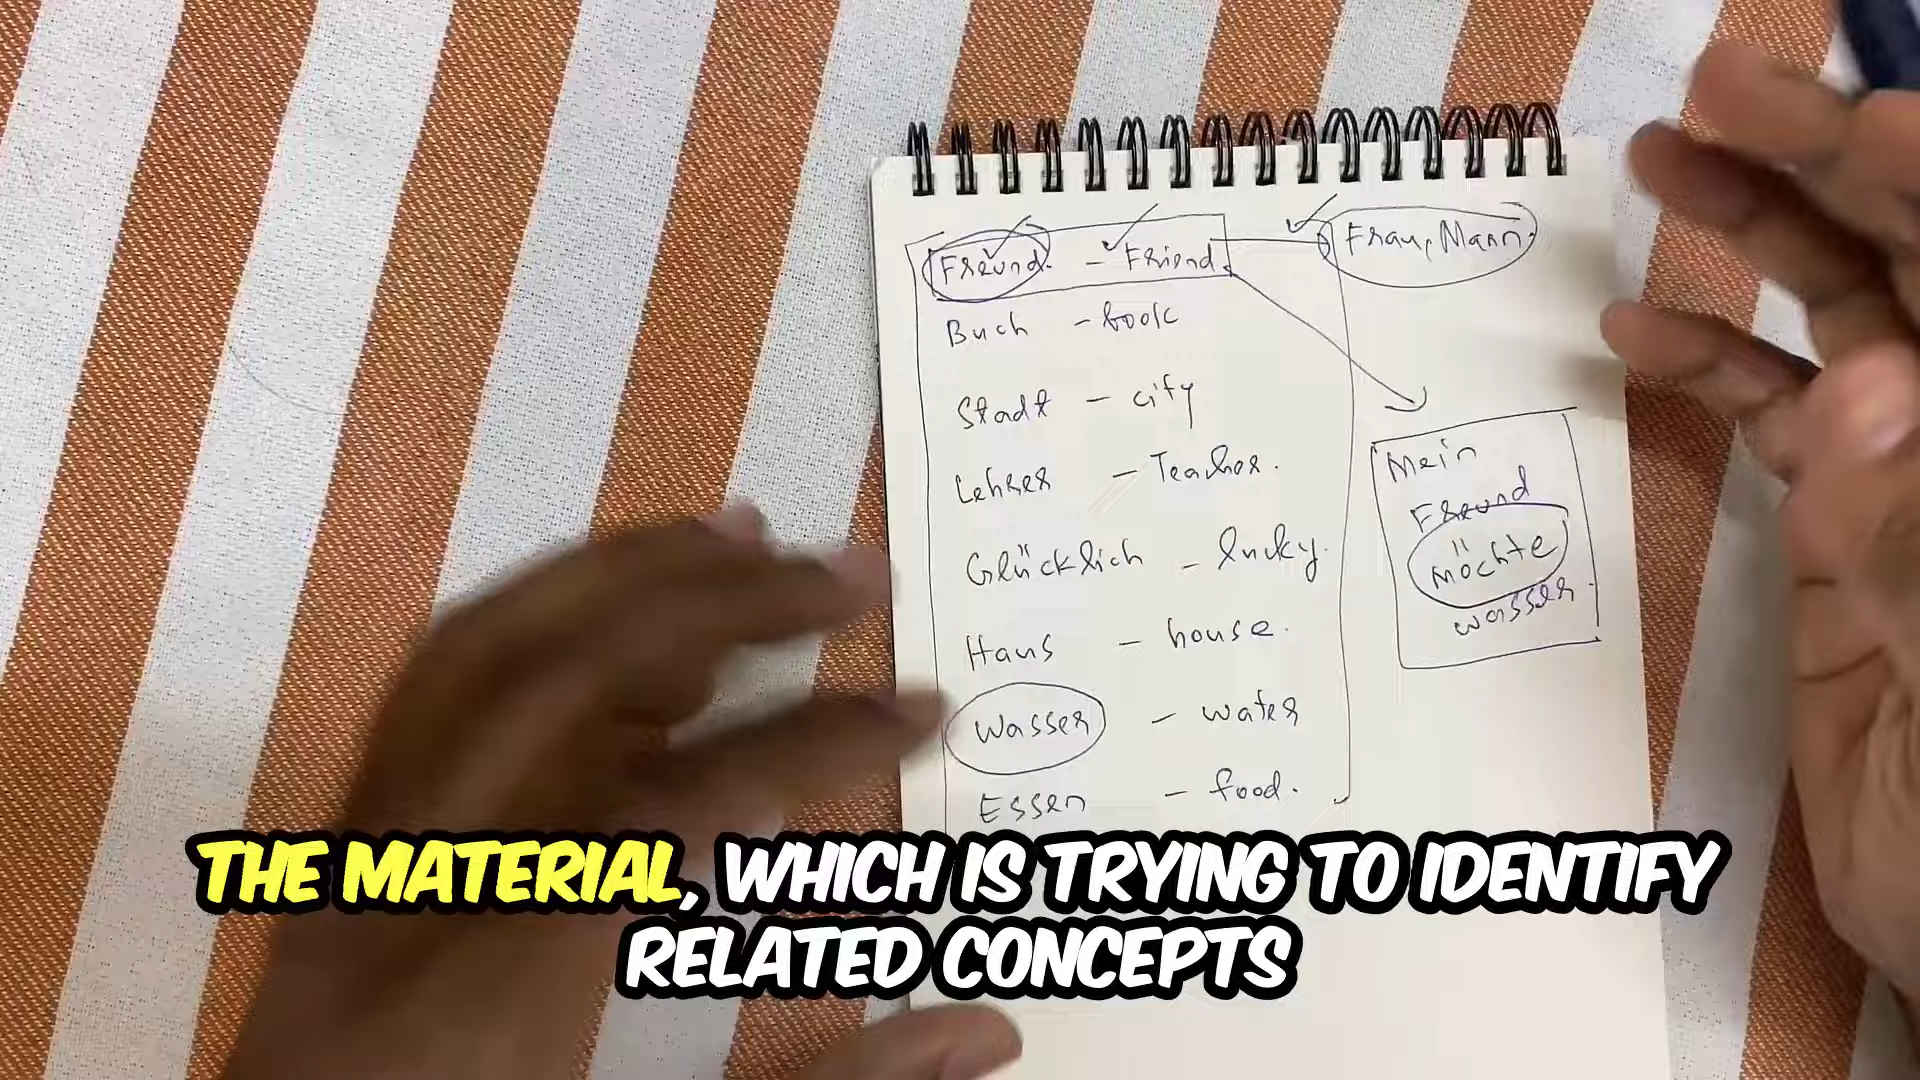 Freund. - Friend. Frau, Mann.
Buch - book
Stadt - city
Lehrer - Teacher.
Glücklich - lucky.
Haus - house.
Wasser - water
Essen - food.
Mein
Freund
möchte
wasser.
THE MATERIAL, WHICH IS TRYING TO IDENTIFY
RELATED CONCEPTS